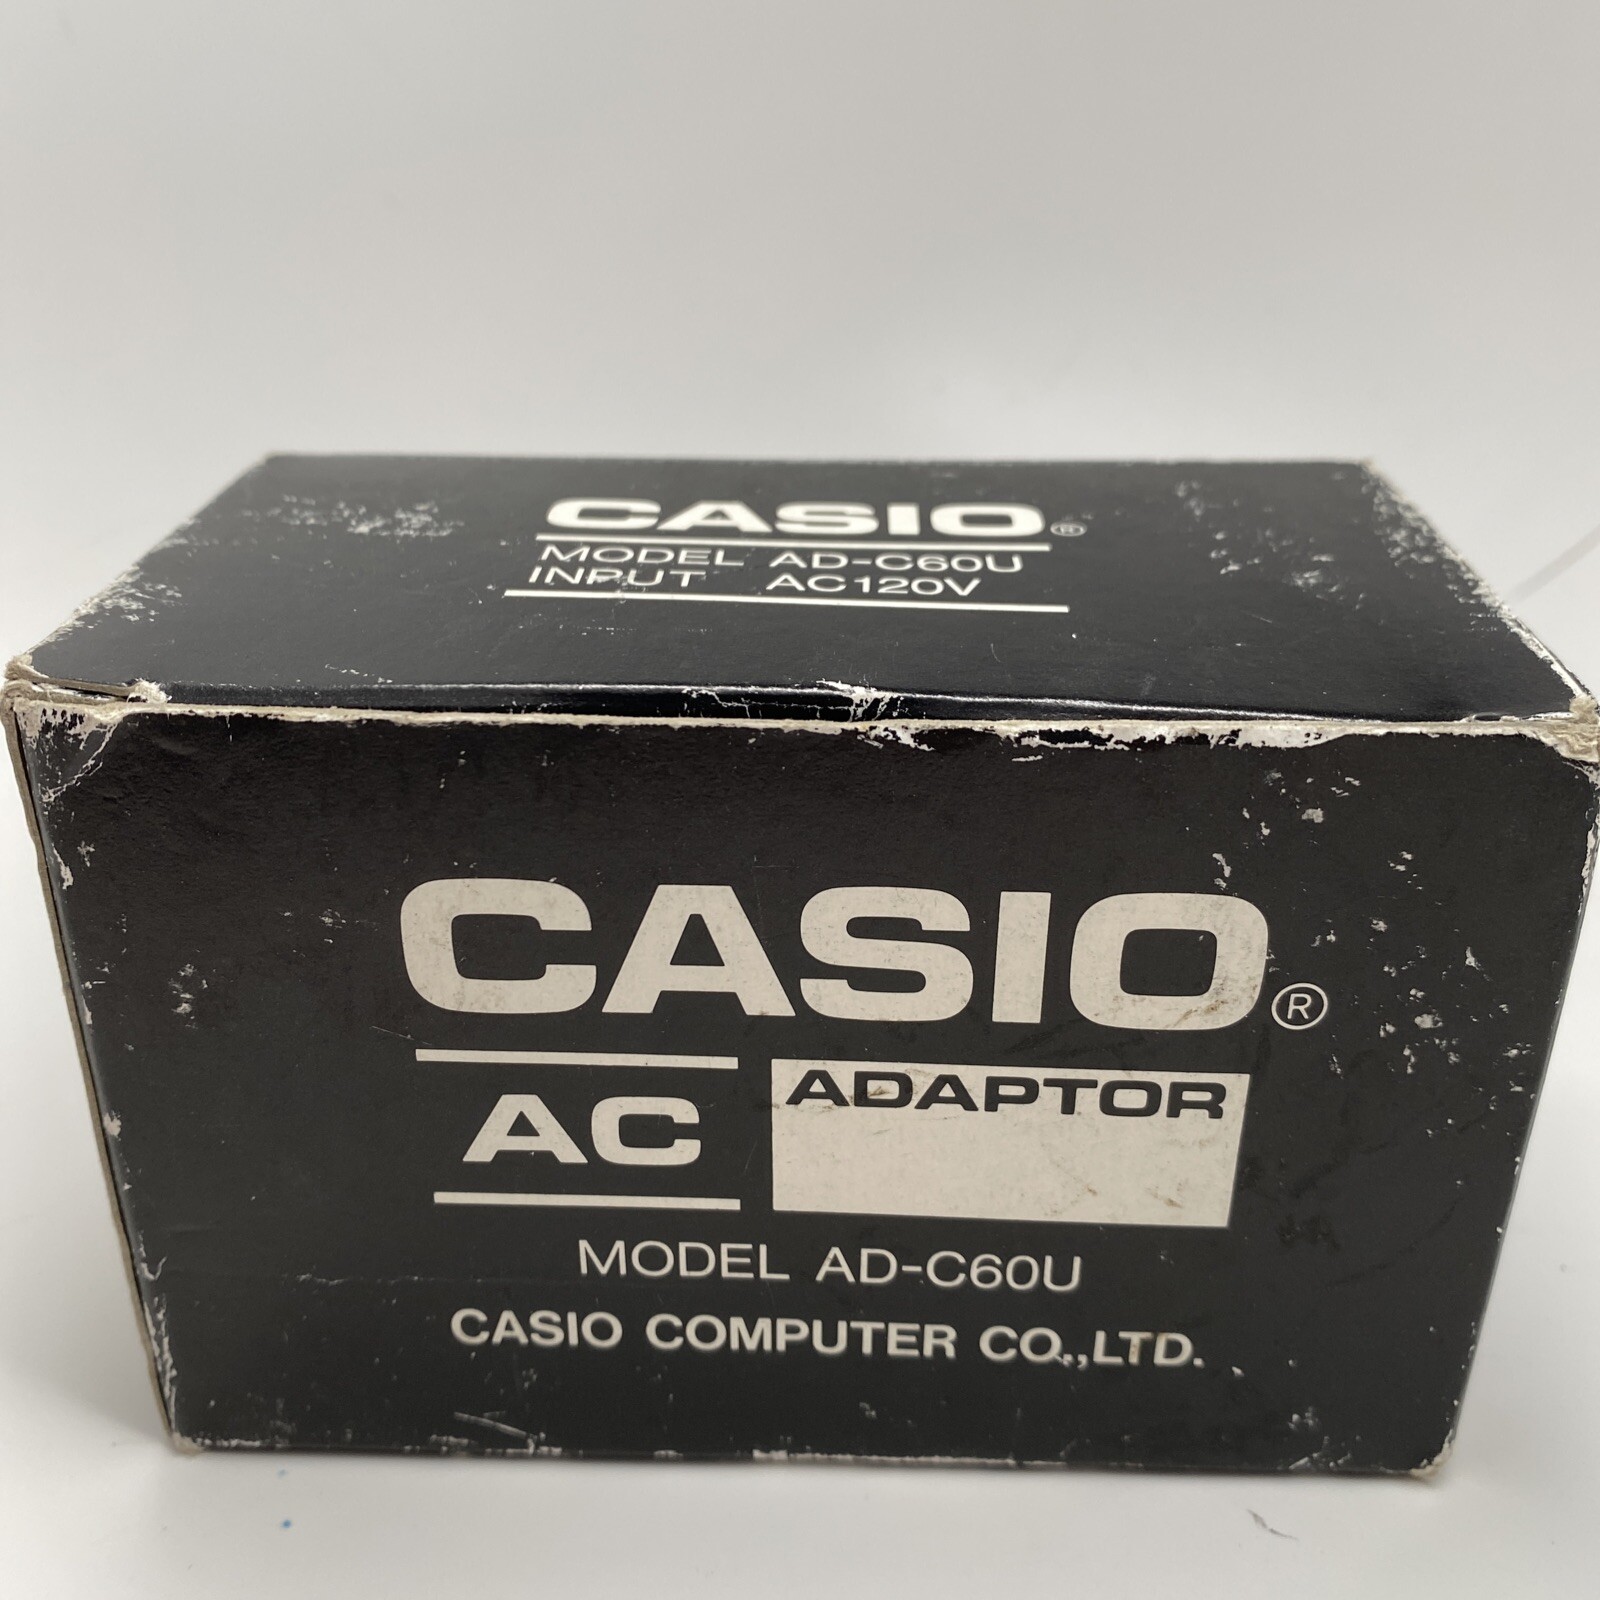 CASIO®
MODEL AD-C60U
INPUT AC120V
CASIO®
AC ADAPTOR
MODEL AD-C60U
CASIO COMPUTER CO.,LTD.